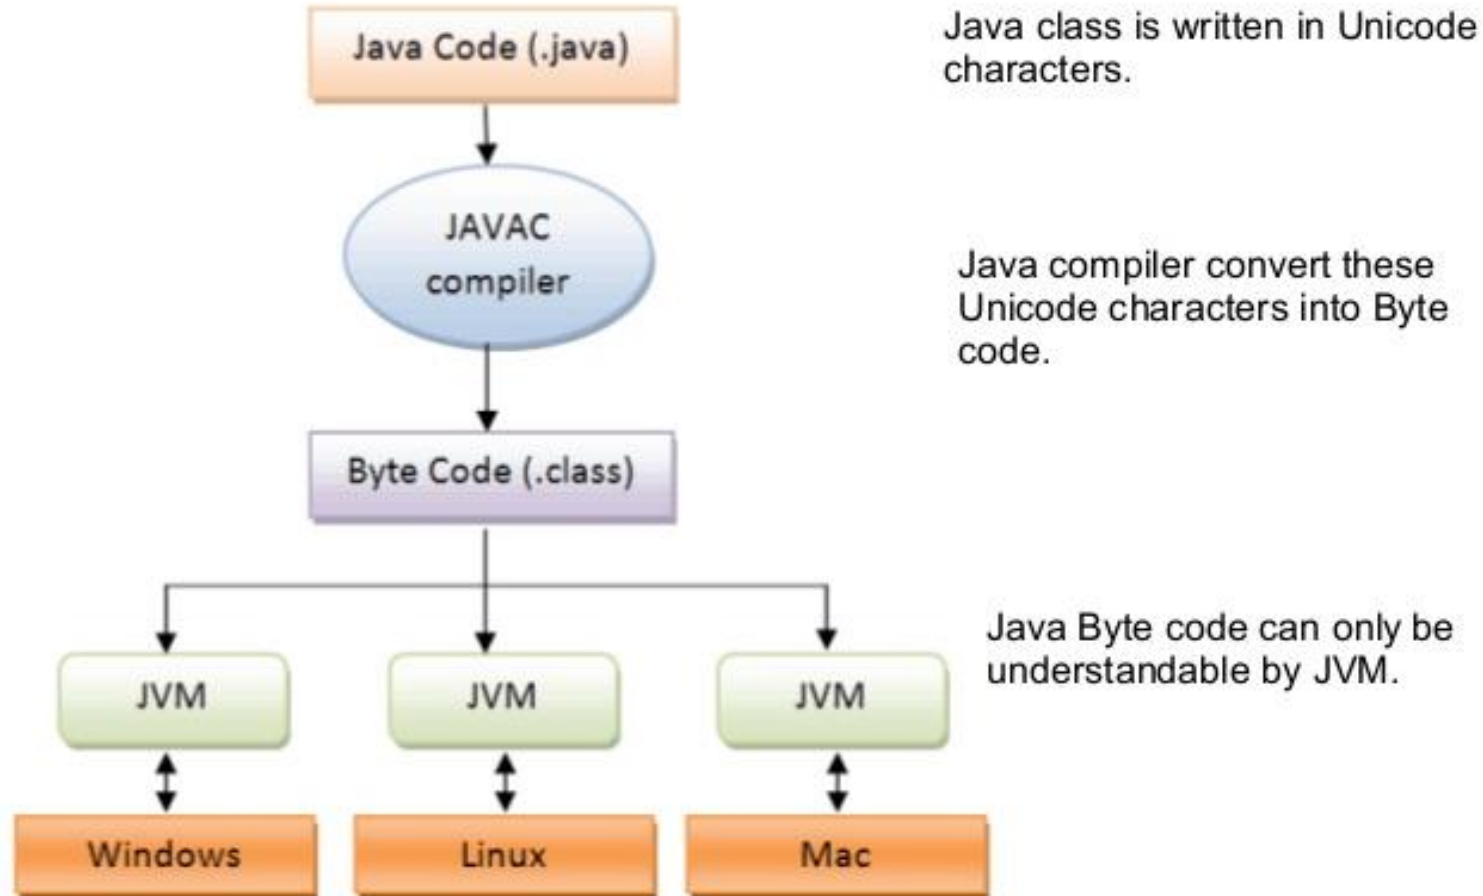 Java Code (.java)
Java class is written in Unicode
characters.
JAVAC
compiler
Java compiler convert these
Unicode characters into Byte
code.
Byte Code (.class)
Java Byte code can only be
understandable by JVM.
JVM
JVM
JVM
Windows
Linux
Mac